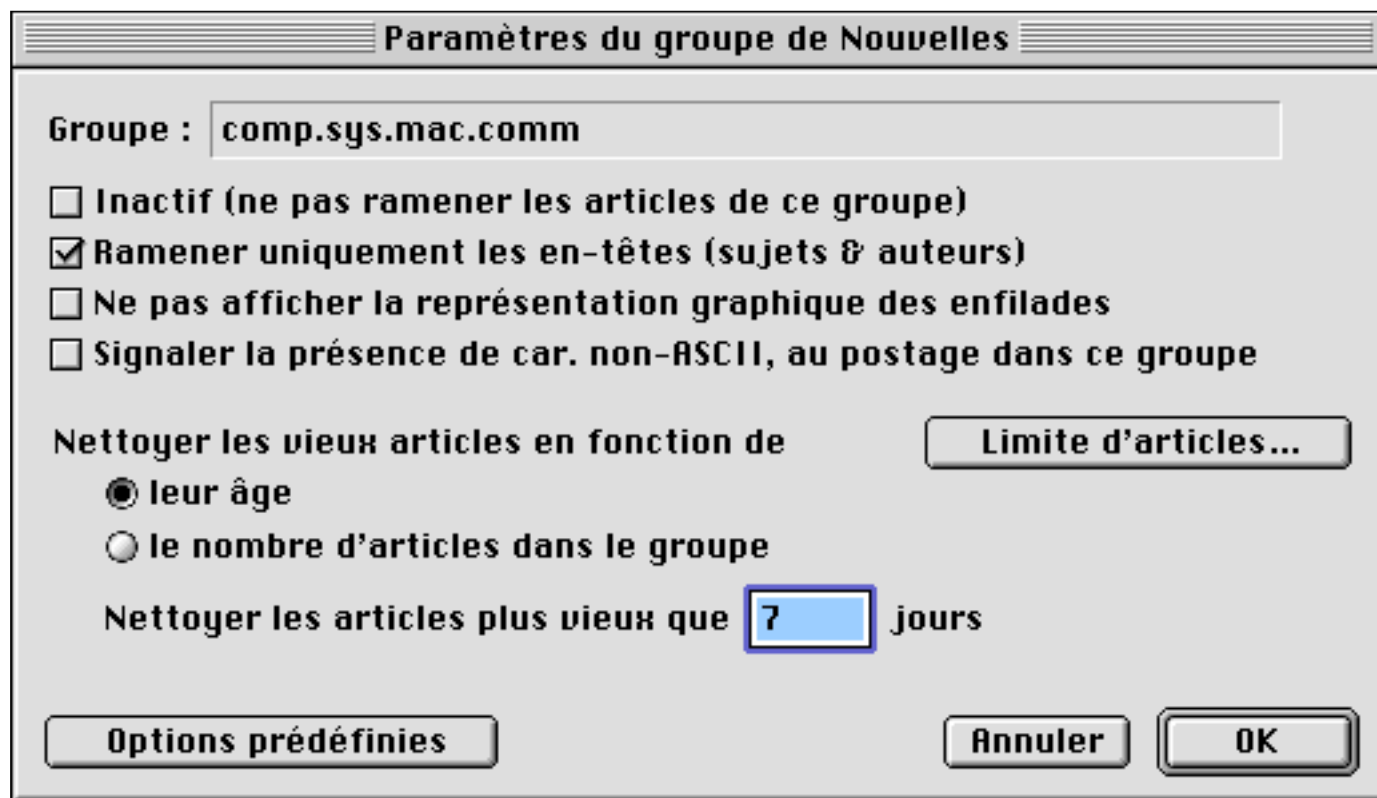 Paramètres du groupe de Nouvelles
Groupe : comp.sys.mac.comm
Inactif (ne pas ramener les articles de ce groupe)
Ramener uniquement les en-têtes (sujets & auteurs)
Ne pas afficher la représentation graphique des enfilades
Signaler la présence de car. non-ASCII, au postage dans ce groupe
Nettoyer les vieux articles en fonction de Limite d'articles...
leur âge
le nombre d'articles dans le groupe
Nettoyer les articles plus vieux que 7 jours
Options prédéfinies Annuler OK